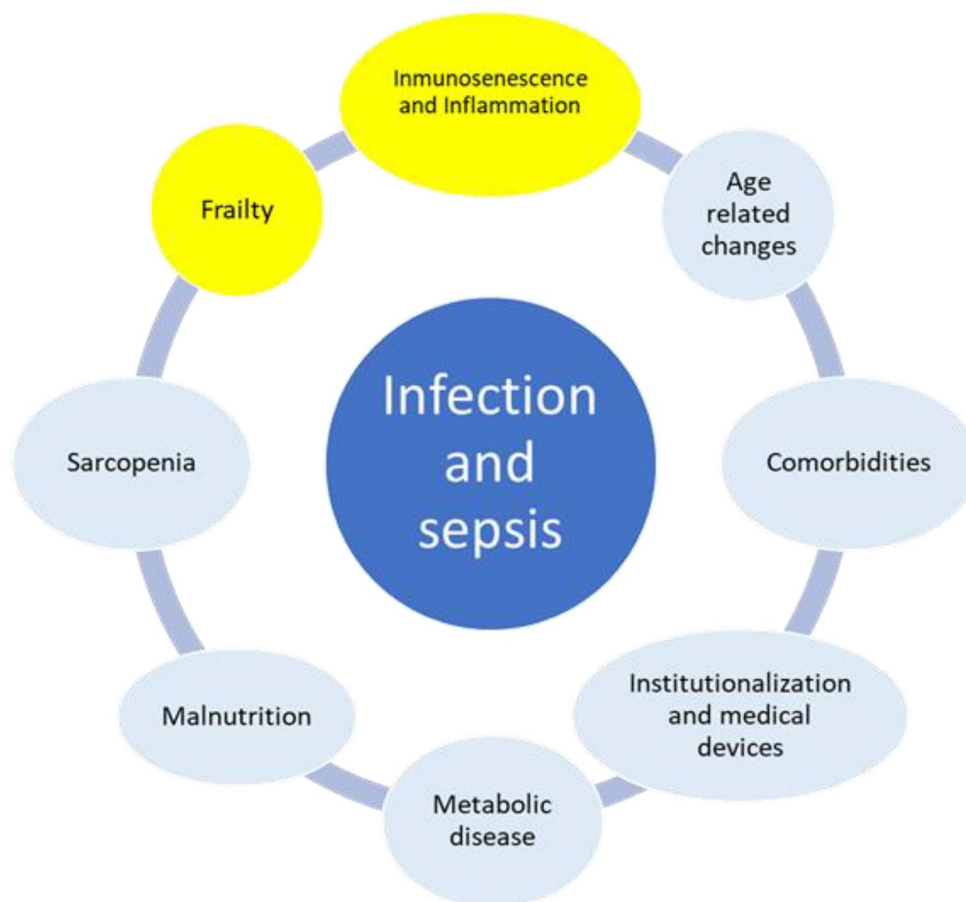 Inmunosenescence
and Inflammation
Frailty
Age
related
changes
Infection
and
sepsis
Sarcopenia
Comorbidities
Malnutrition
Institutionalization
and medical
devices
Metabolic
disease